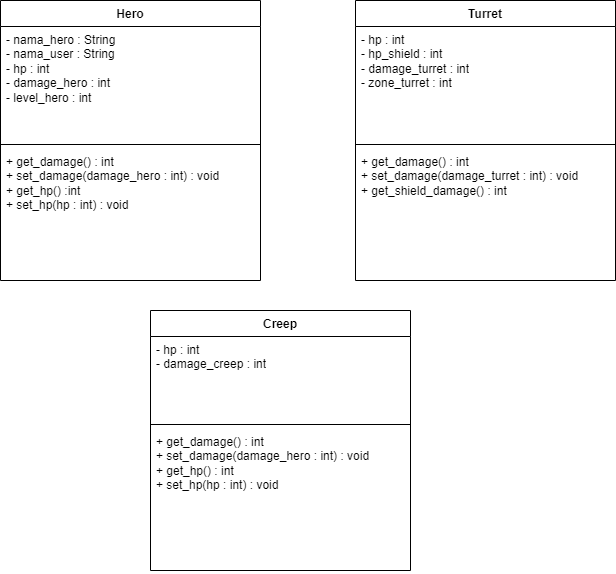 Hero
- nama_hero : String
- nama_user : String
- hp : int
- damage_hero : int
- level_hero : int
+ get_damage() : int
+ set_damage(damage_hero : int) : void
+ get_hp() :int
+ set_hp(hp : int) : void
Turret
- hp : int
- hp_shield : int
- damage_turret : int
- zone_turret : int
+ get_damage() : int
+ set_damage(damage_turret : int) : void
+ get_shield_damage() : int
Creep
- hp : int
- damage_creep : int
+ get_damage() : int
+ set_damage(damage_hero : int) : void
+ get_hp() : int
+ set_hp(hp : int) : void